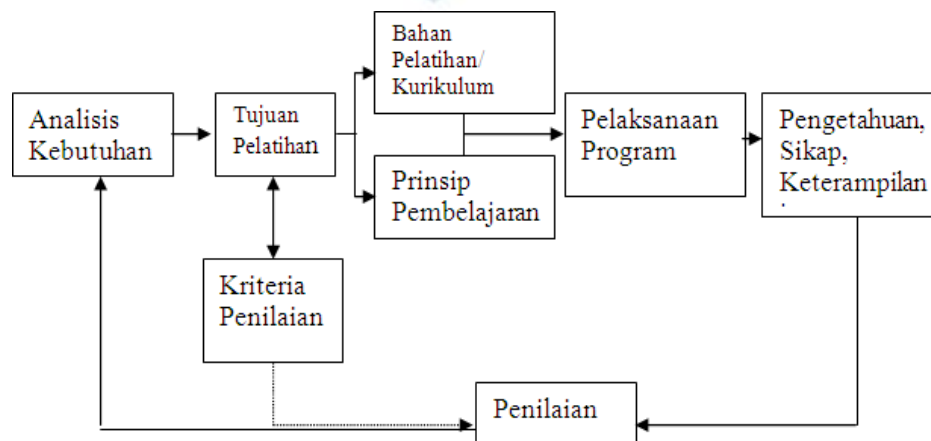 Analisis
Kebutuhan
Tujuan
Pelatihan
Bahan
Pelatihan/
Kurikulum
Prinsip
Pembelajaran
Pelaksanaan
Program
Pengetahuan,
Sikap,
Keterampilan
Kriteria
Penilaian
Penilaian